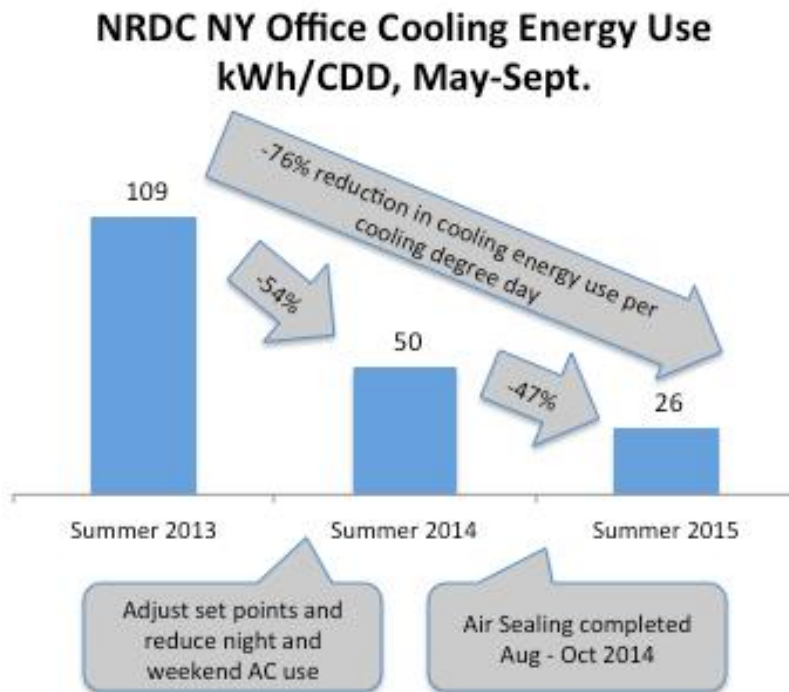 NRDC NY Office Cooling Energy Use
kWh/CDD, May-Sept.
-76% reduction in cooling energy use per
cooling degree day
109
-54%
50
-47%
26
Summer 2013
Summer 2014
Summer 2015
Adjust set points and
reduce night and
weekend AC use
Air Sealing completed
Aug - Oct 2014